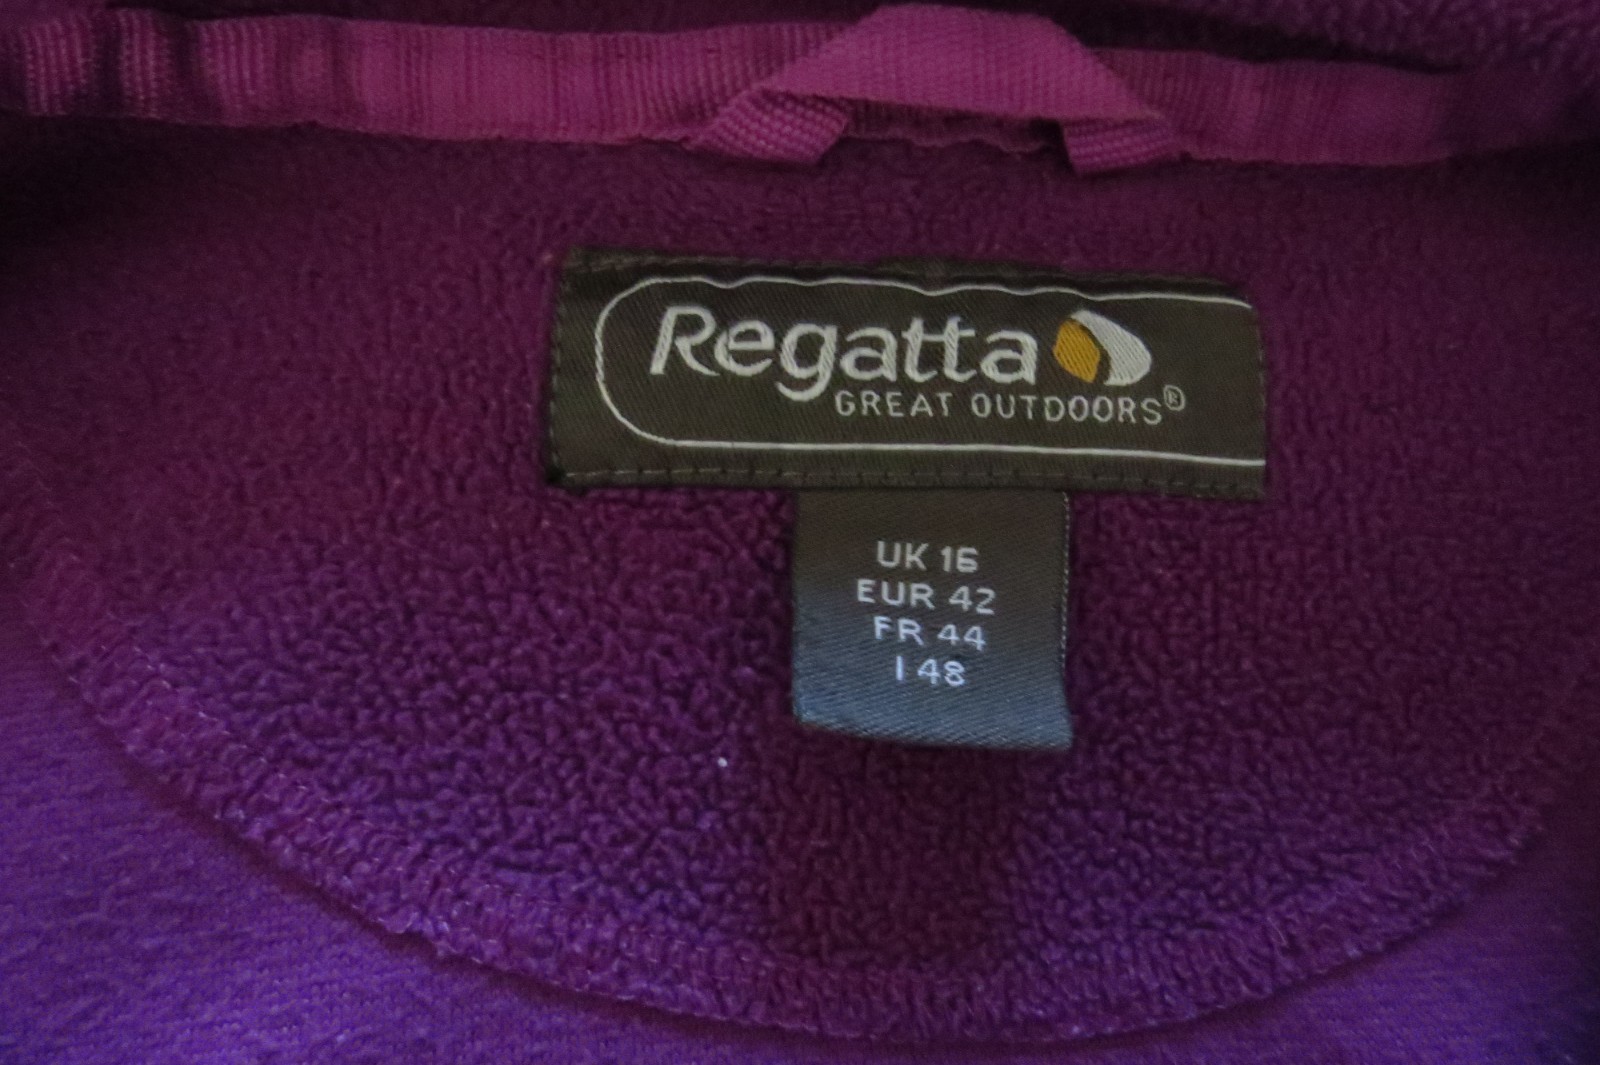 Regatta
GREAT OUTDOORS®
UK 16
EUR 42
FR 44
I 48